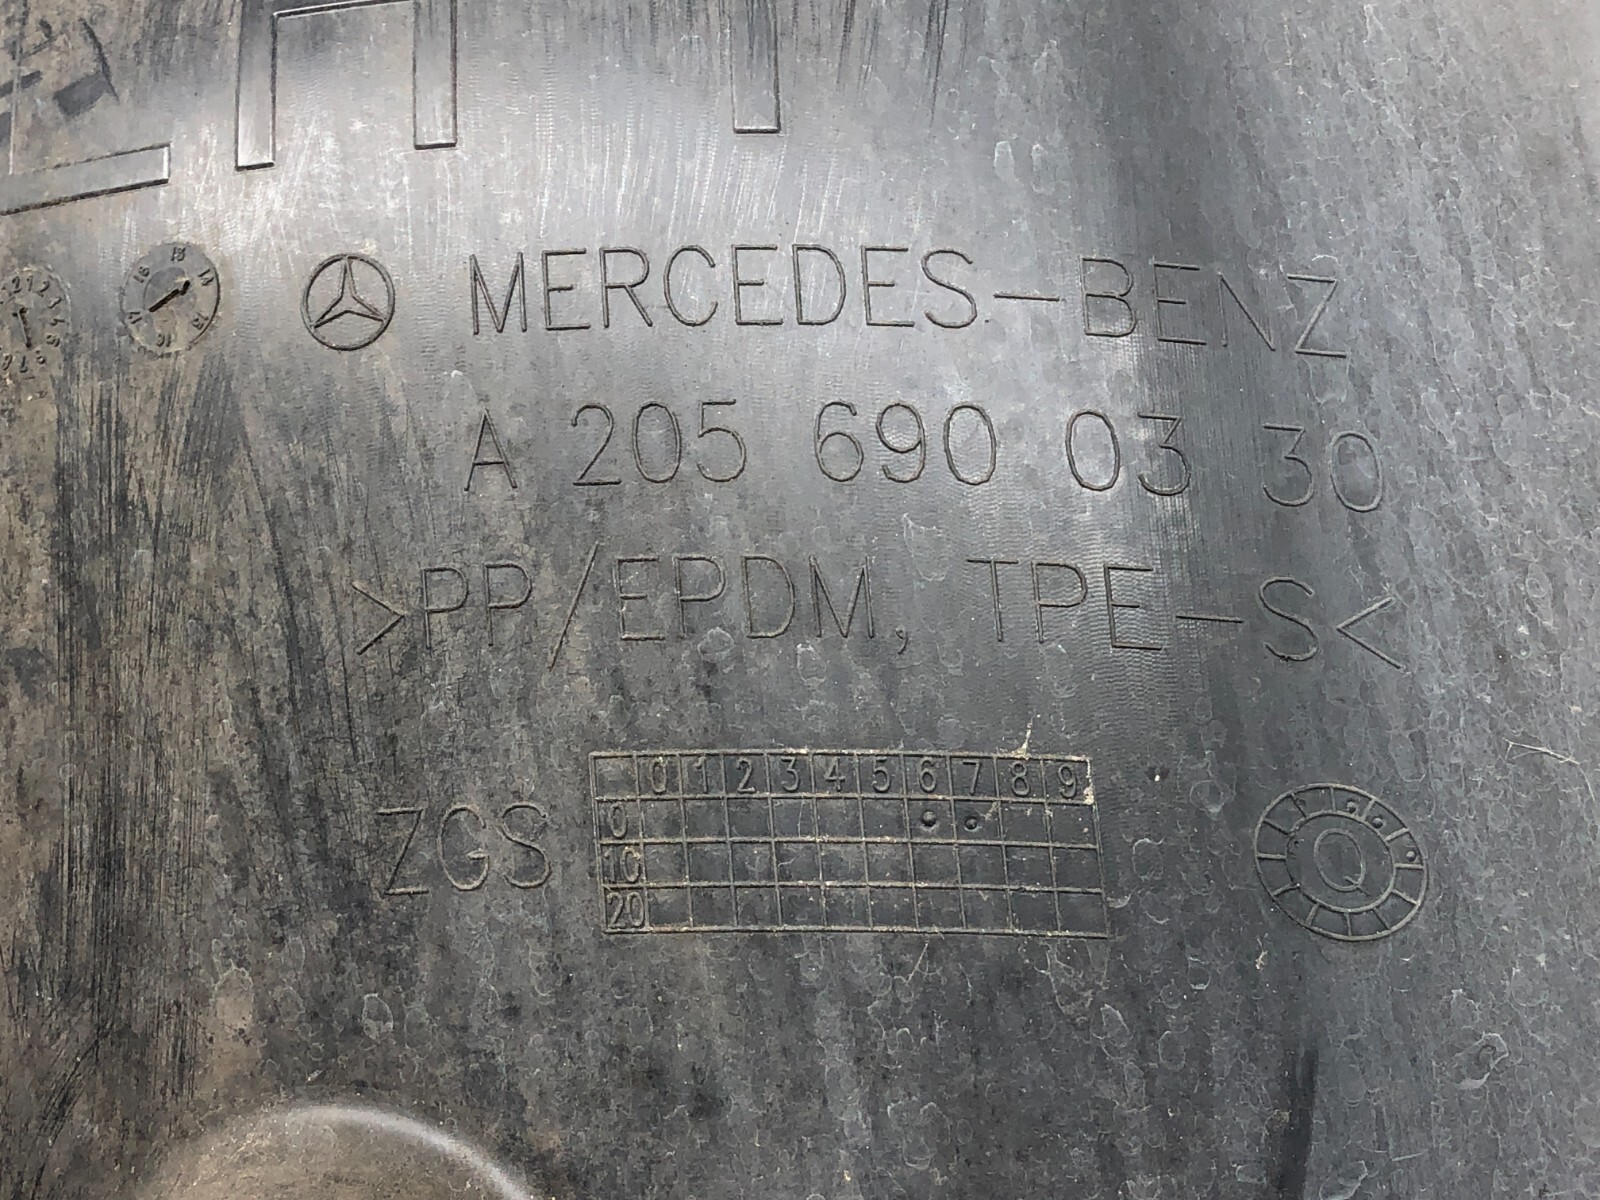 MERCEDES-BENZ
A 205 690 03 30
>PP/EPDM, TPE-S<
ZGS
0 1 2 3 4 5 6 7 8 9
0
10
20
Q